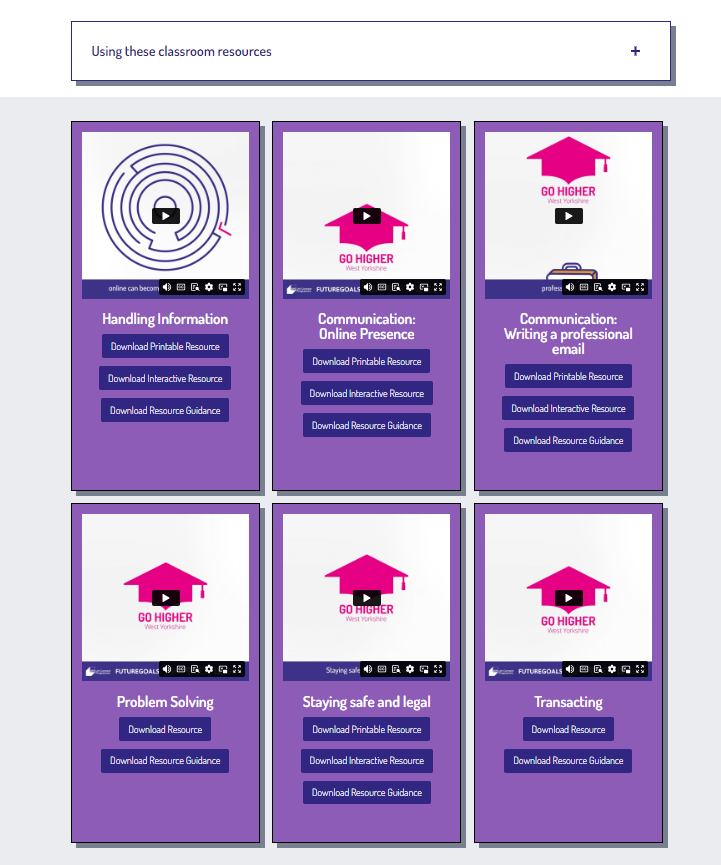 Using these classroom resources +
online can becom
Handling Information
Download Printable Resource
Download Interactive Resource
Download Resource Guidance
GO HIGHER
West Yorkshire
FUTUREGOALS
Communication:
Online Presence
Download Printable Resource
Download Interactive Resource
Download Resource Guidance
GO HIGHER
West Yorkshire
profes
Communication:
Writing a professional
email
Download Printable Resource
Download Interactive Resource
Download Resource Guidance
GO HIGHER
West Yorkshire
FUTUREGOALS
Problem Solving
Download Resource
Download Resource Guidance
GO HIGHER
West Yorkshire
Staying safe
Staying safe and legal
Download Printable Resource
Download Interactive Resource
Download Resource Guidance
GO HIGHER
West Yorkshire
FUTUREGOALS
Transacting
Download Resource
Download Resource Guidance